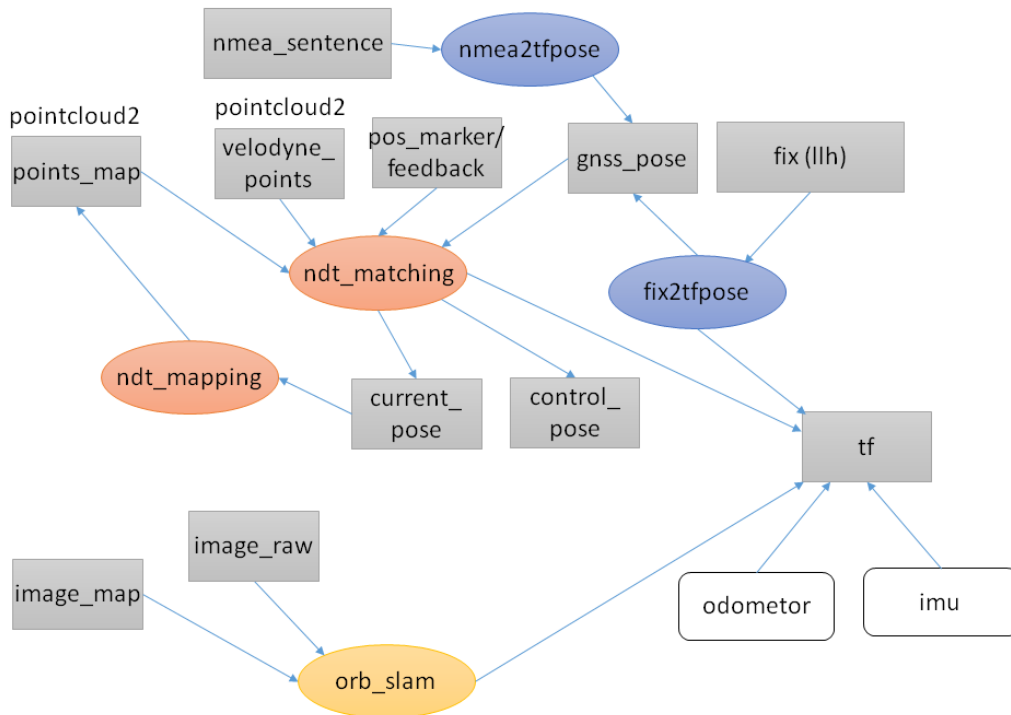 nmea_sentence
nmea2tfpose
pointcloud2
pointcloud2
points_map
velodyne_
points
pos_marker/
feedback
gnss_pose
fix (llh)
ndt_matching
fix2tfpose
ndt_mapping
current_
pose
control_
pose
tf
image_raw
image_map
odometor
imu
orb_slam